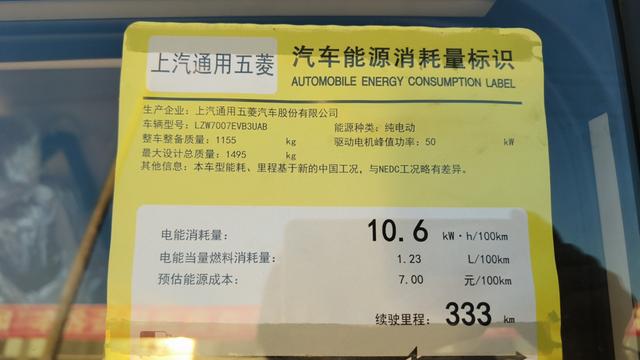 上汽通用五菱
汽车能源消耗量标识
AUTOMOBILE ENERGY CONSUMPTION LABEL
生产企业：上汽通用五菱汽车股份有限公司
车辆型号：LZW7007EVB3UAB 能源种类：纯电动
整车整备质量：1155 kg 驱动电机峰值功率：50 kW
最大设计总质量：1495 kg
其他信息：本车型能耗、里程基于新的中国工况，与NEDC工况略有差异。
电能消耗量： 10.6 kW·h/100km
电能当量燃料消耗量： 1.23 L/100km
预估能源成本： 7.00 元/100km
续驶里程： 333 km